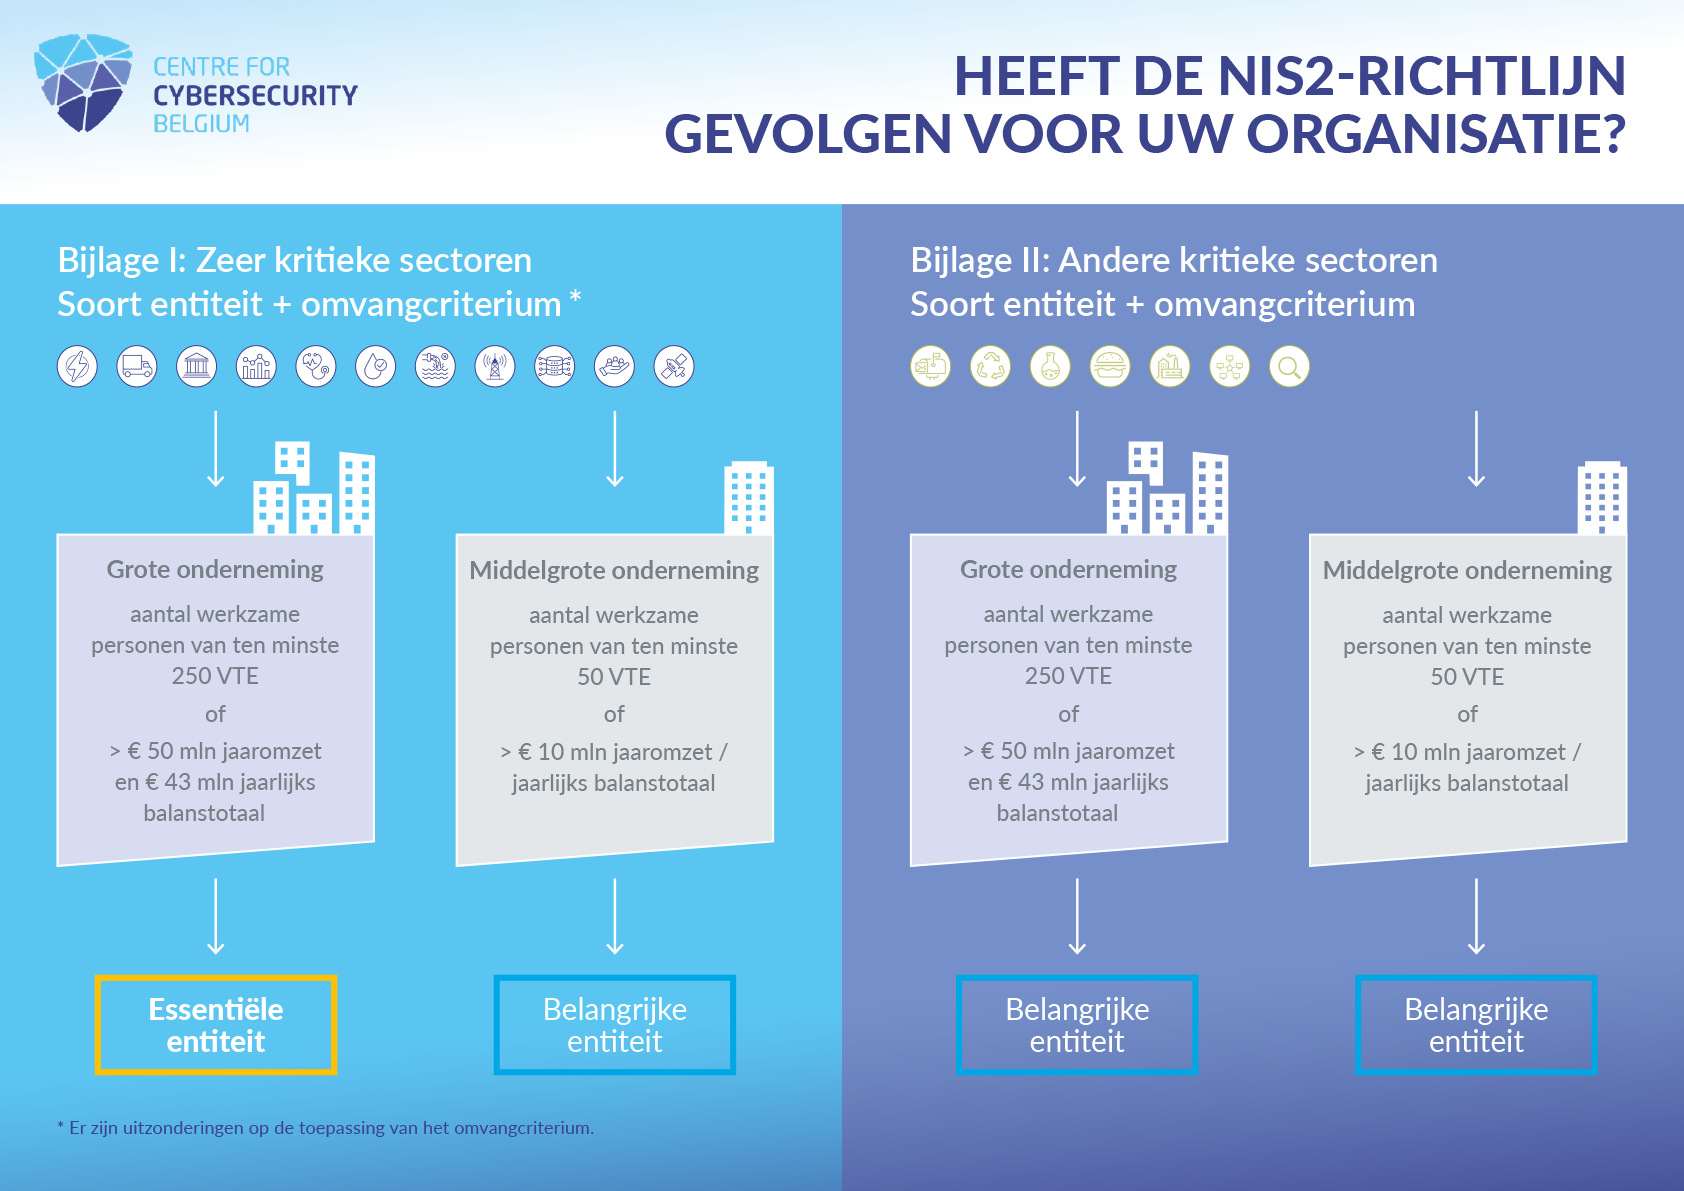 CENTRE FOR
CYBERSECURITY
BELGIUM
HEEFT DE NIS2-RICHTLIJN
GEVOLGEN VOOR UW ORGANISATIE?
Bijlage I: Zeer kritieke sectoren
Soort entiteit + omvangcriterium *
Grote onderneming
aantal werkzame
personen van ten minste
250 VTE
of
> € 50 mln jaaromzet
en € 43 mln jaarlijks
balanstotaal
Essentiële
entiteit
Middelgrote onderneming
aantal werkzame
personen van ten minste
50 VTE
of
> € 10 mln jaaromzet /
jaarlijks balanstotaal
Belangrijke
entiteit
* Er zijn uitzonderingen op de toepassing van het omvangcriterium.
Bijlage II: Andere kritieke sectoren
Soort entiteit + omvangcriterium
Grote onderneming
aantal werkzame
personen van ten minste
250 VTE
of
> € 50 mln jaaromzet
en € 43 mln jaarlijks
balanstotaal
Belangrijke
entiteit
Middelgrote onderneming
aantal werkzame
personen van ten minste
50 VTE
of
> € 10 mln jaaromzet /
jaarlijks balanstotaal
Belangrijke
entiteit